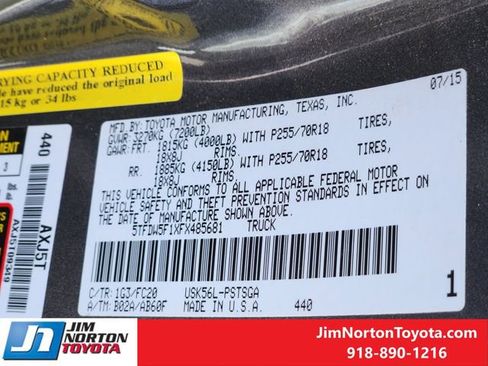 RYING CAPACITY REDUCED
le have reduced the original load
15 kg or 34 lbs
07/15
MFD. BY: TOYOTA MOTOR MANUFACTURING, TEXAS, INC.
GVWR: 3270KG (7200LB)
GAWR: FRT. 1815KG (4000LB) WITH P255/70R18 TIRES,
18X8J RIMS
RR. 1885KG (4150LB) WITH P255/70R18 TIRES,
18X8J RIMS,
THIS VEHICLE CONFORMS TO ALL APPLICABLE FEDERAL MOTOR
VEHICLE SAFETY AND THEFT PREVENTION STANDARDS IN EFFECT ON
THE DATE OF MANUFACTURE SHOWN ABOVE.
5TFDW5F1XFX485681 TRUCK
C/TR: 1G3/FC20 USK56L-PSTSGA
A/TM: B02A/AB60F MADE IN U.S.A. 440
1
440
AXJ5T
AXJ5T09349
JIM
NORTON
TOYOTA
JimNortonToyota.com
918-890-1216